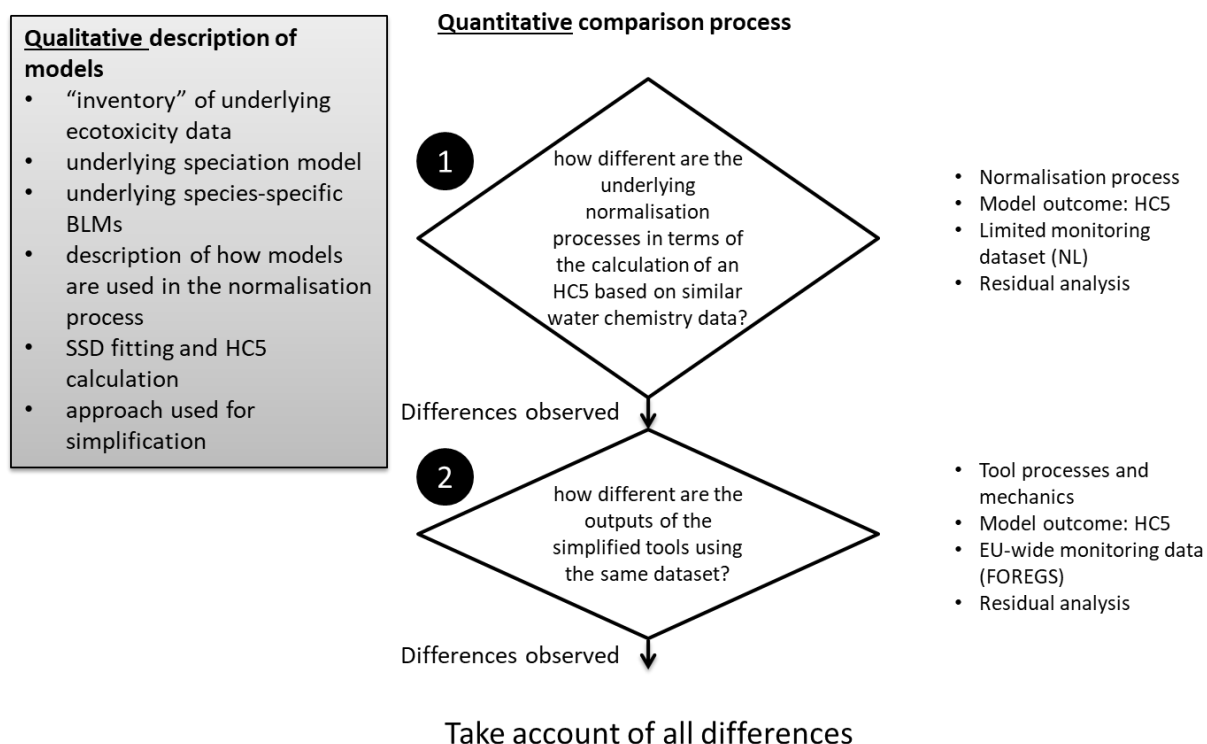 Qualitative description of
models
• “inventory” of underlying
ecotoxicity data
• underlying speciation model
• underlying species-specific
BLMs
• description of how models
are used in the normalisation
process
• SSD fitting and HC5
calculation
• approach used for
simplification
Quantitative comparison process
1
how different are the
underlying
normalisation
processes in terms of
the calculation of an
HC5 based on similar
water chemistry data?
• Normalisation process
• Model outcome: HC5
• Limited monitoring
dataset (NL)
• Residual analysis
Differences observed
2
how different are the
outputs of the
simplified tools using
the same dataset?
• Tool processes and
mechanics
• Model outcome: HC5
• EU-wide monitoring data
(FOREGS)
• Residual analysis
Differences observed
Take account of all differences